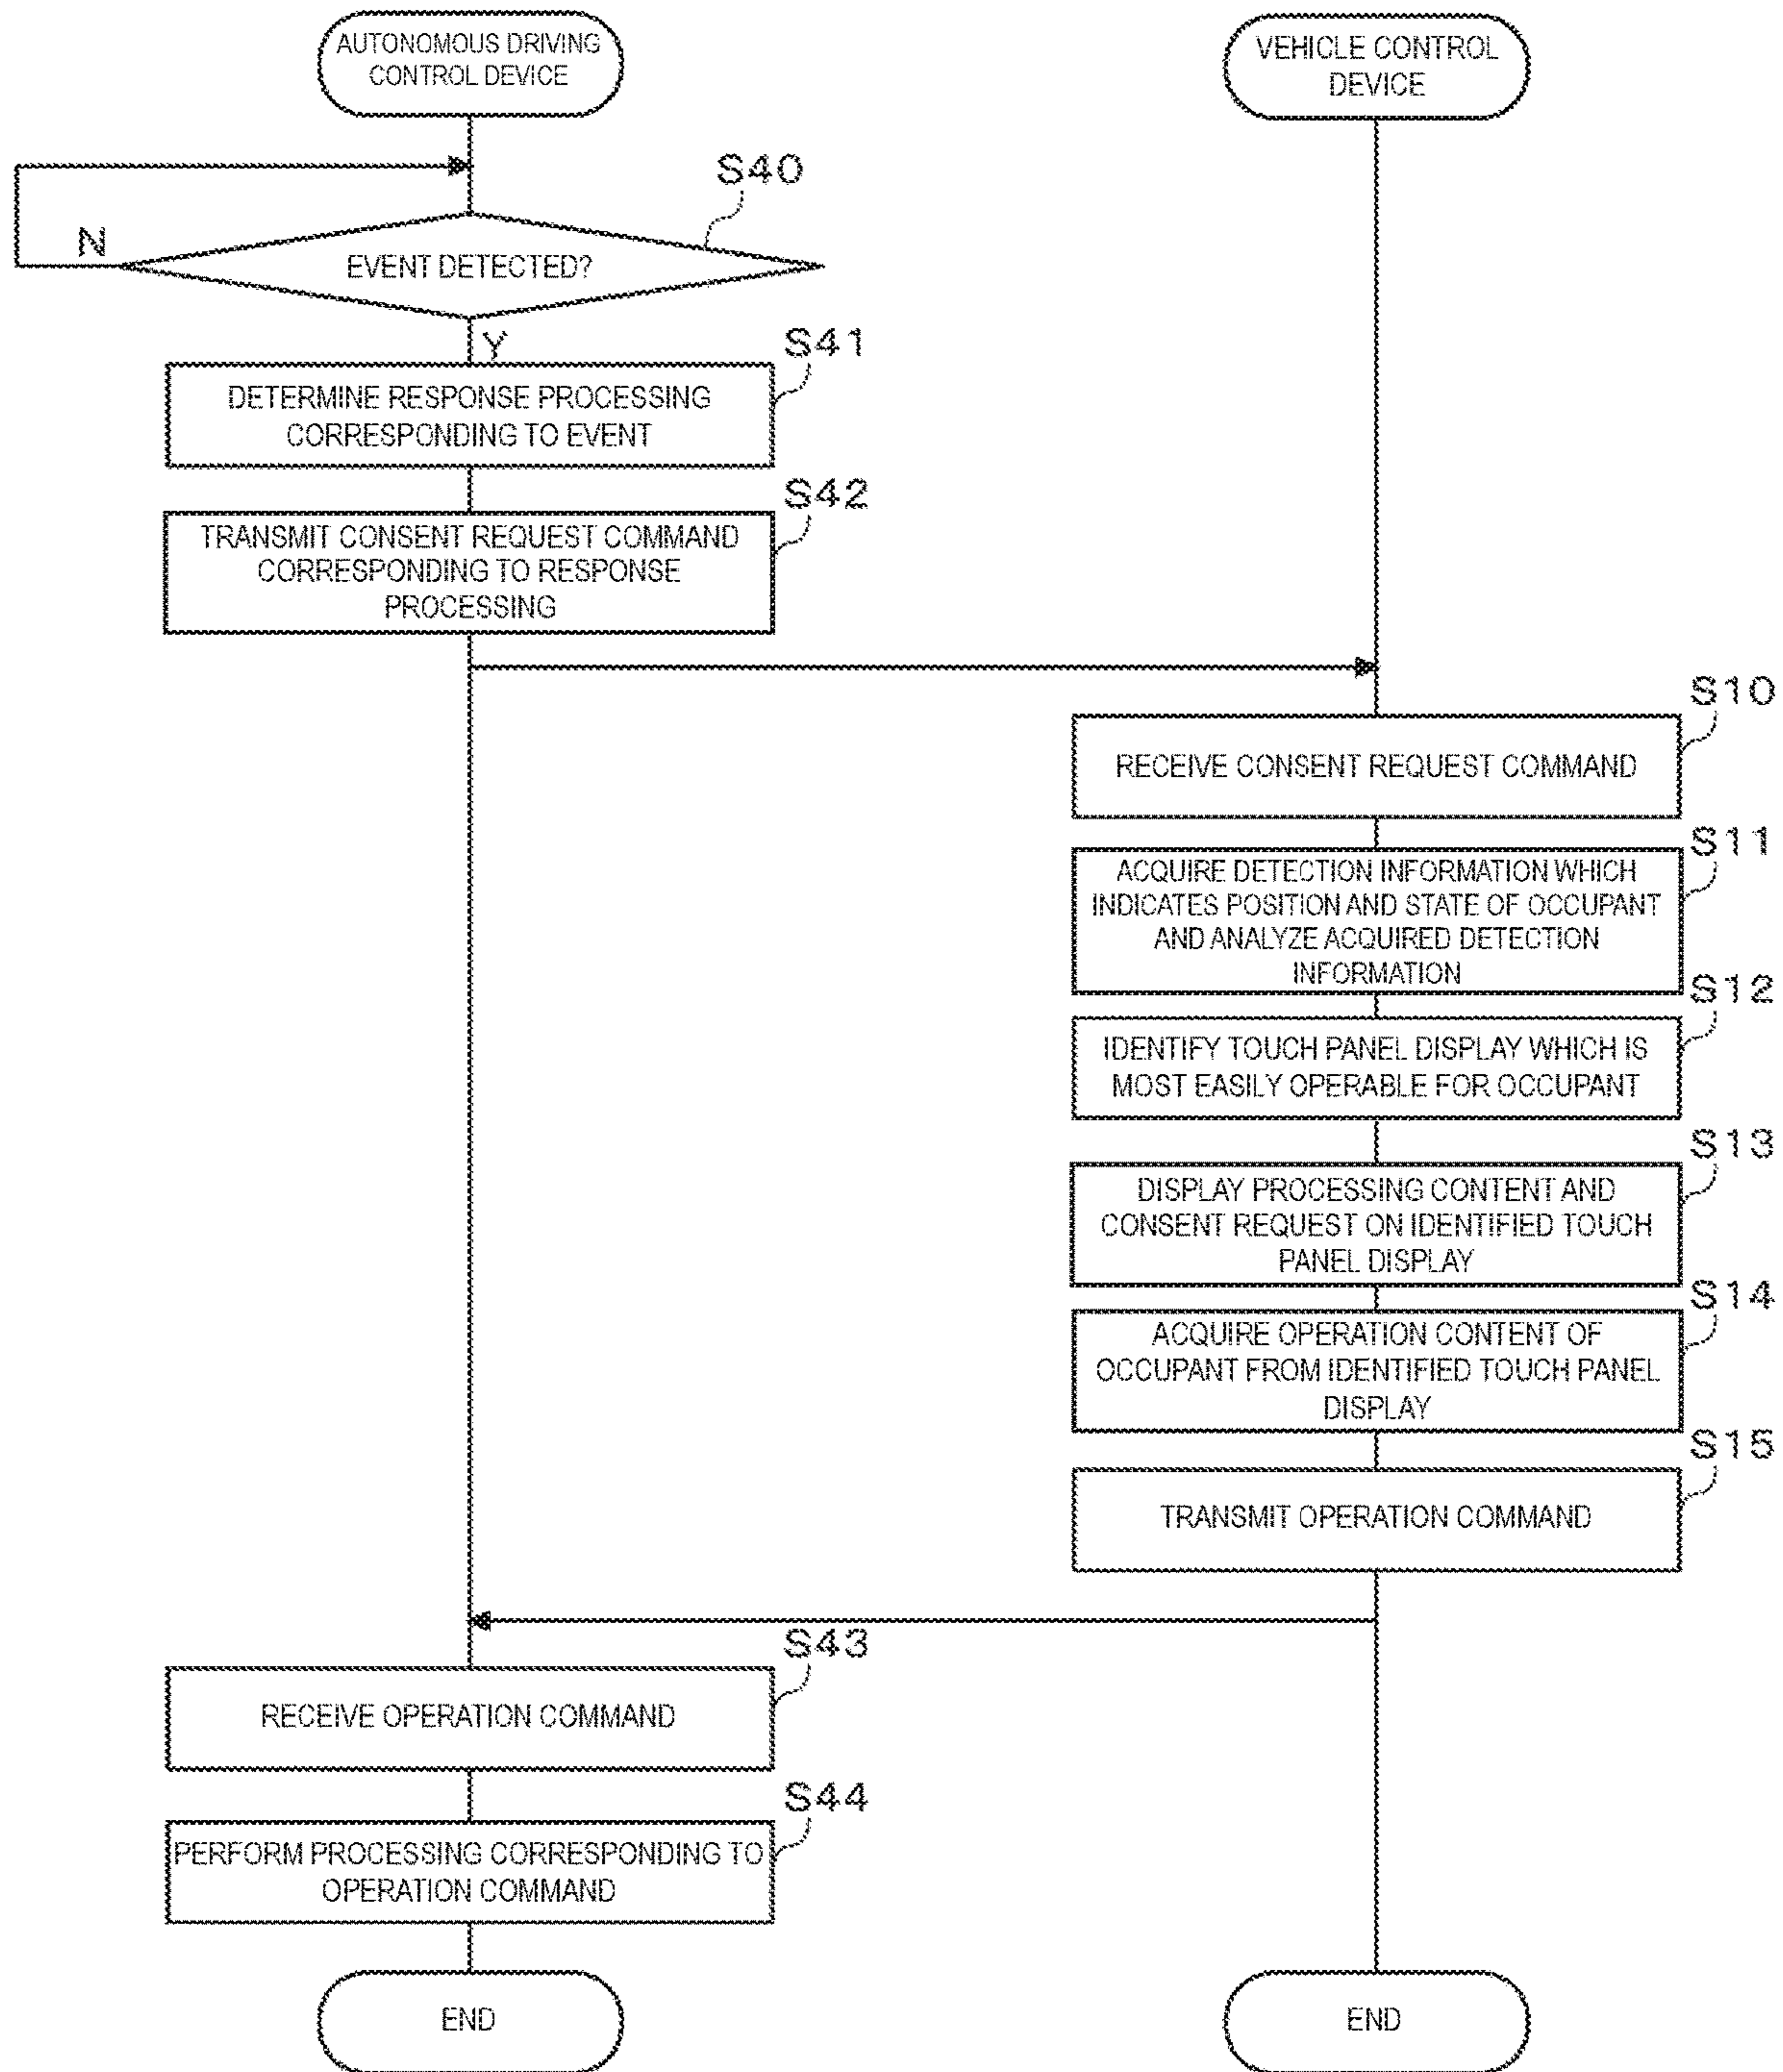 AUTONOMOUS DRIVING
CONTROL DEVICE
VEHICLE CONTROL
DEVICE
S40
N
EVENT DETECTED?
Y
S41
DETERMINE RESPONSE PROCESSING
CORRESPONDING TO EVENT
S42
TRANSMIT CONSENT REQUEST COMMAND
CORRESPONDING TO RESPONSE
PROCESSING
S10
RECEIVE CONSENT REQUEST COMMAND
S11
ACQUIRE DETECTION INFORMATION WHICH
INDICATES POSITION AND STATE OF OCCUPANT
AND ANALYZE ACQUIRED DETECTION
INFORMATION
S12
IDENTIFY TOUCH PANEL DISPLAY WHICH IS
MOST EASILY OPERABLE FOR OCCUPANT
S13
DISPLAY PROCESSING CONTENT AND
CONSENT REQUEST ON IDENTIFIED TOUCH
PANEL DISPLAY
S14
ACQUIRE OPERATION CONTENT OF
OCCUPANT FROM IDENTIFIED TOUCH PANEL
DISPLAY
S15
TRANSMIT OPERATION COMMAND
S43
RECEIVE OPERATION COMMAND
S44
PERFORM PROCESSING CORRESPONDING TO
OPERATION COMMAND
END
END